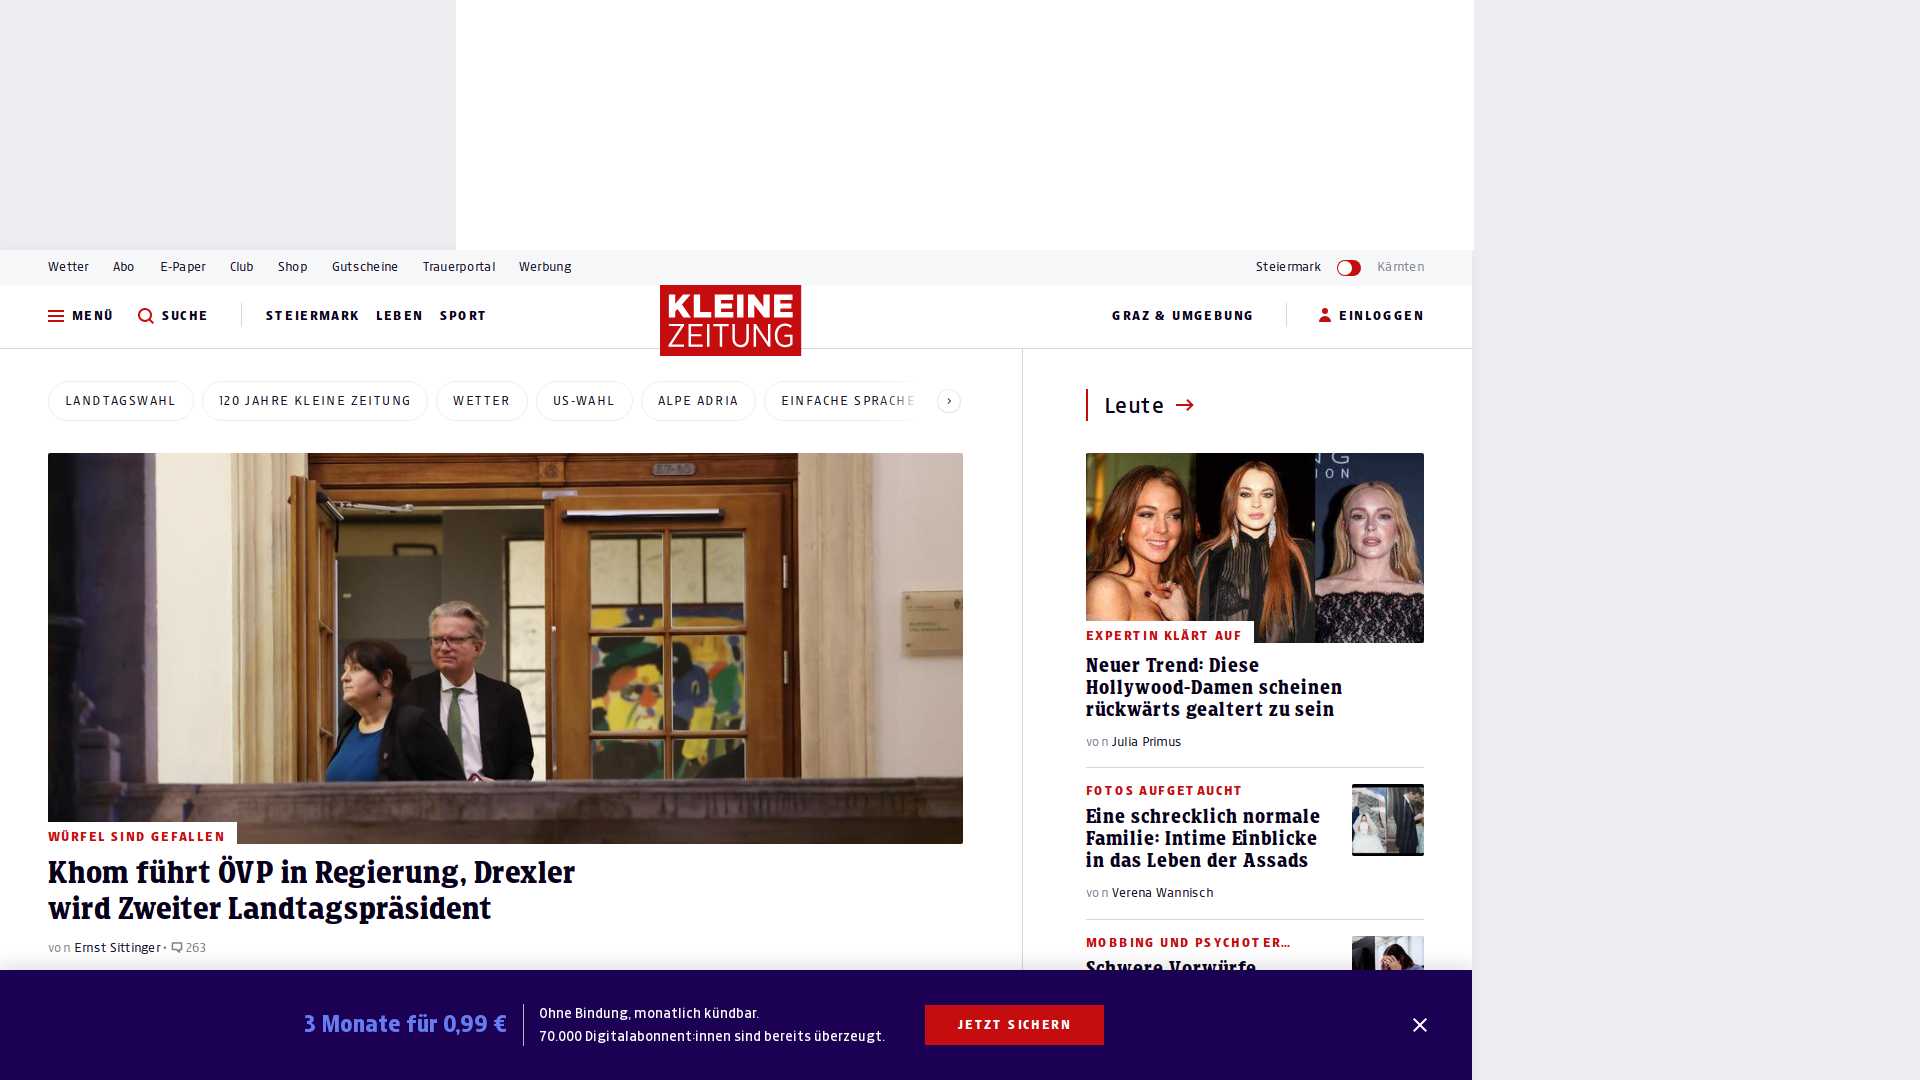 Wetter Abo E-Paper Club Shop Gutscheine Trauerportal Werbung Steiermark Kärnten
MENÜ SUCHE STEIERMARK LEBEN SPORT KLEINE ZEITUNG GRAZ & UMGEBUNG EINLOGGEN
LANDTAGSWAHL 120 JAHRE KLEINE ZEITUNG WETTER US-WAHL ALPE ADRIA EINFACHE SPRACHE
WÜRFEL SIND GEFALLEN
Khom führt ÖVP in Regierung, Drexler
wird Zweiter Landtagspräsident
von Ernst Sittinger • 263
Leute
EXPERTIN KLÄRT AUF
Neuer Trend: Diese
Hollywood-Damen scheinen
rückwärts gealtert zu sein
von Julia Primus
FOTOS AUFGETAUCHT
Eine schrecklich normale
Familie: Intime Einblicke
in das Leben der Assads
von Verena Wannisch
MOBBING UND PSYCHOTER...
Schwere Vorwürfe
3 Monate für 0,99 €
Ohne Bindung, monatlich kündbar.
70.000 Digitalabonnent:innen sind bereits überzeugt.
JETZT SICHERN